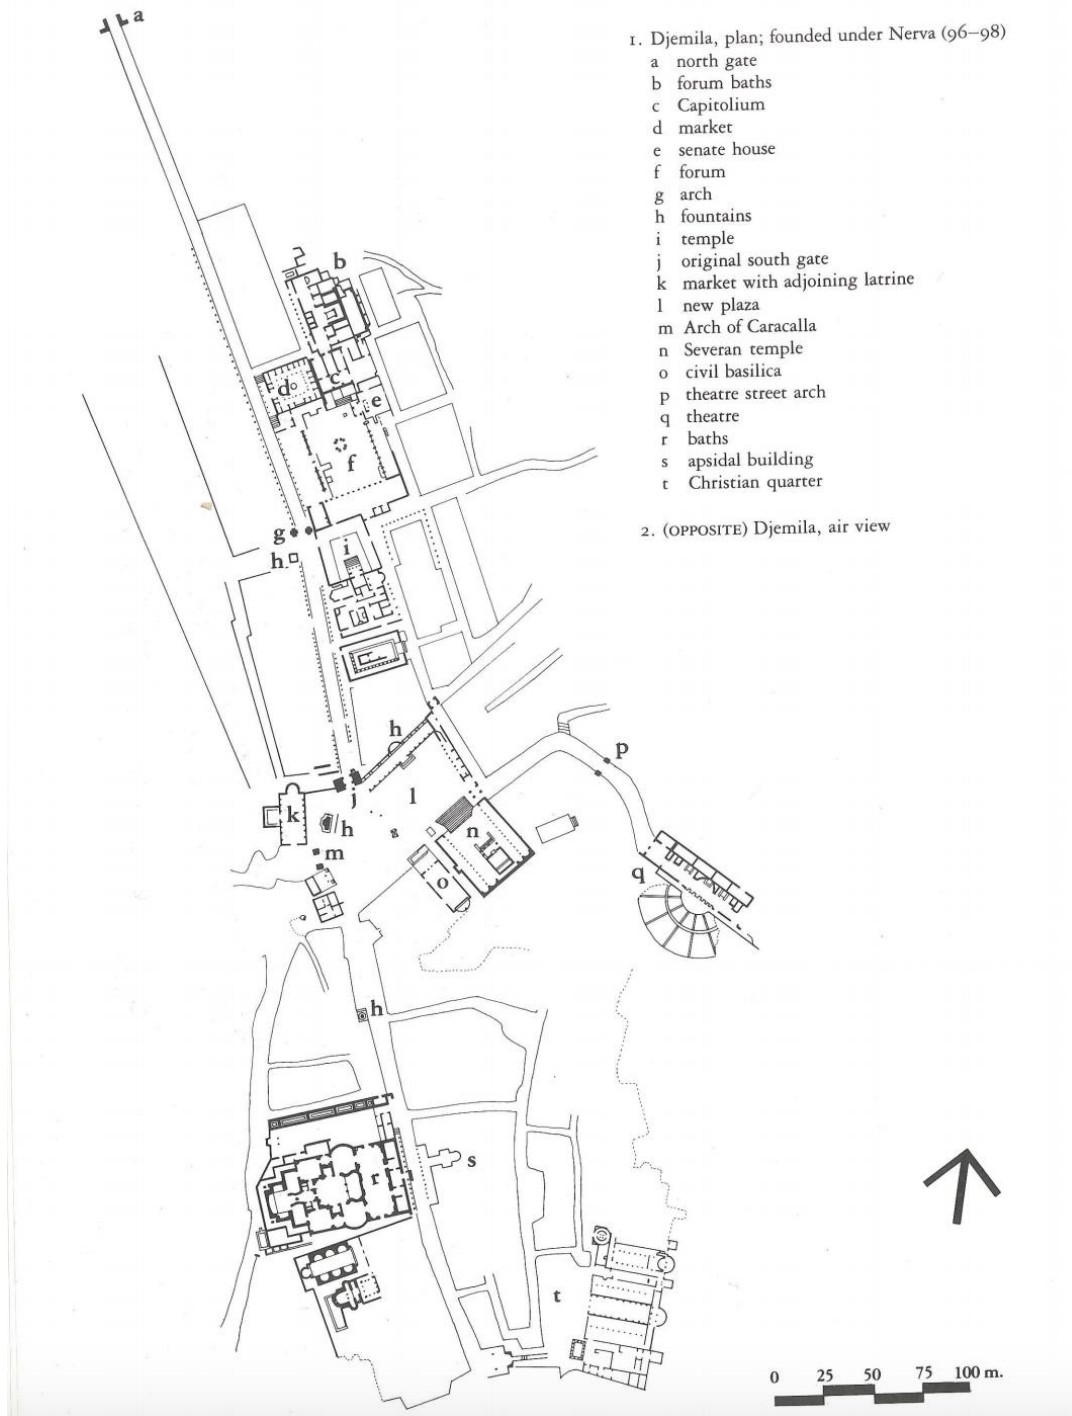 a
1. Djemila, plan; founded under Nerva (96–98)
a north gate
b forum baths
c Capitolium
d market
e senate house
f forum
g arch
h fountains
i temple
j original south gate
k market with adjoining latrine
l new plaza
m Arch of Caracalla
n Severan temple
o civil basilica
p theatre street arch
q theatre
r baths
s apsidal building
t Christian quarter
2. (OPPOSITE) Djemila, air view
b
c
d
e
f
g
h
i
h
p
j
l
k
h
n
m
o
q
h
s
r
t
0 25 50 75 100 m.